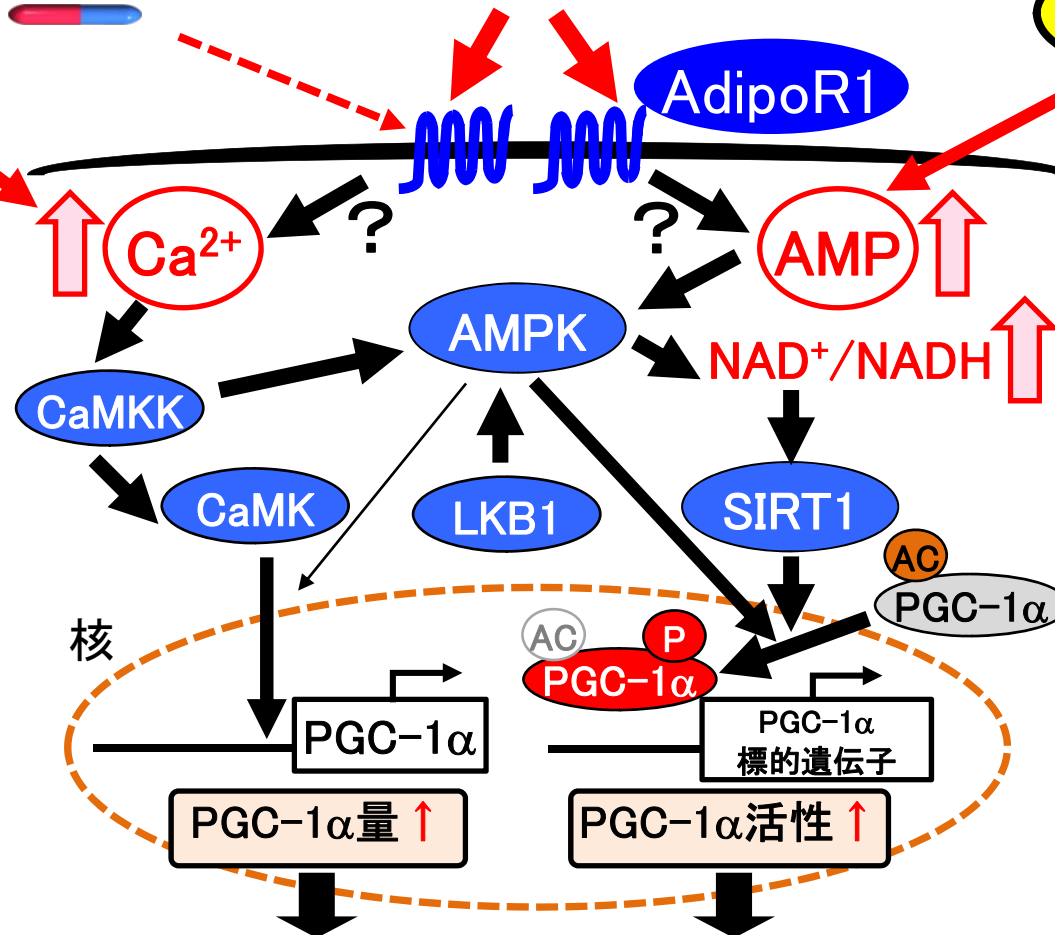 AdipoR1
?
?
Ca²⁺
AMP
AMPK
NAD⁺/NADH
CaMKK
CaMK
LKB1
SIRT1
AC
PGC-1α
核
AC
P
PGC-1α
PGC-1α
PGC-1α
標的遺伝子
PGC-1α量↑
PGC-1α活性↑